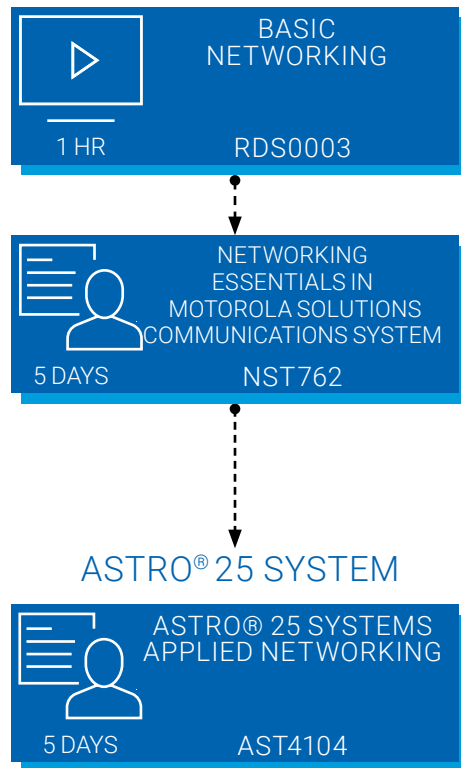 BASIC
NETWORKING
1 HR
RDS0003
NETWORKING
ESSENTIALS IN
MOTOROLA SOLUTIONS
COMMUNICATIONS SYSTEM
5 DAYS
NST762
ASTRO® 25 SYSTEM
ASTRO® 25 SYSTEMS
APPLIED NETWORKING
5 DAYS
AST4104